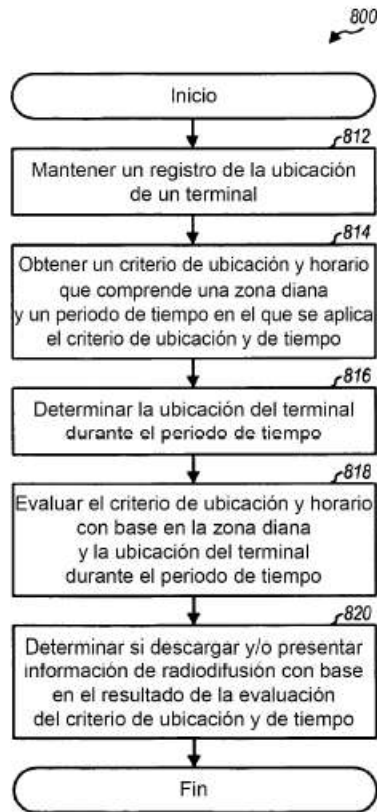 800
Inicio
812
Mantener un registro de la ubicación
de un terminal
814
Obtener un criterio de ubicación y horario
que comprende una zona diana
y un periodo de tiempo en el que se aplica
el criterio de ubicación y de tiempo
816
Determinar la ubicación del terminal
durante el periodo de tiempo
818
Evaluar el criterio de ubicación y horario
con base en la zona diana
y la ubicación del terminal
durante el periodo de tiempo
820
Determinar si descargar y/o presentar
información de radiodifusión con base
en el resultado de la evaluación
del criterio de ubicación y de tiempo
Fin